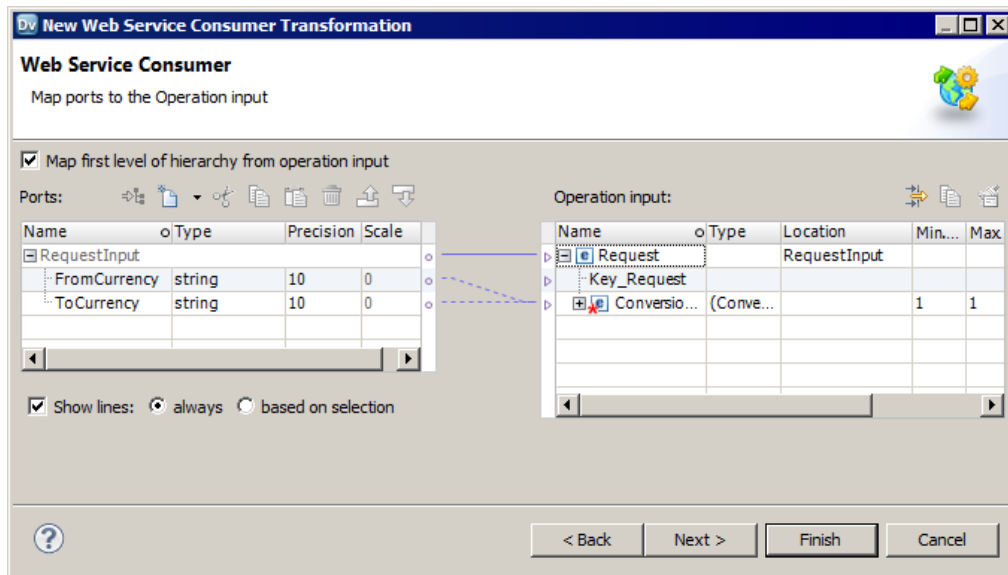 Dv New Web Service Consumer Transformation
Web Service Consumer
Map ports to the Operation input
Map first level of hierarchy from operation input
Ports:
Operation input:
Name Type Precision Scale
Name Type Location Min.... Max
RequestInput
e Request RequestInput
FromCurrency string 10 0
Key_Request
ToCurrency string 10 0
e Conversio... (Conve... 1 1
Show lines: always based on selection
? < Back Next > Finish Cancel